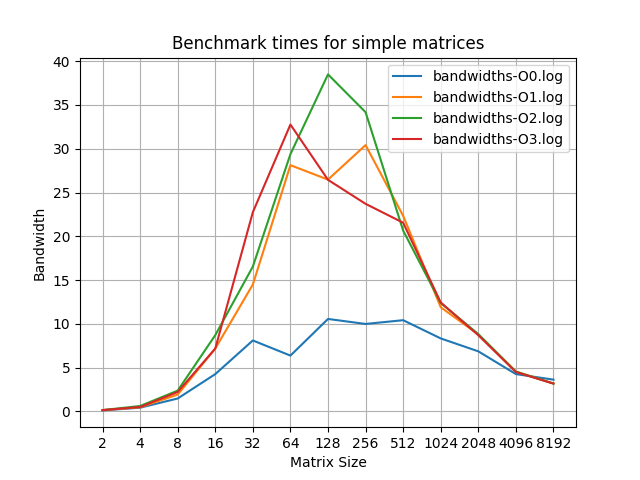 Benchmark times for simple matrices
bandwidths-O0.log
bandwidths-O1.log
bandwidths-O2.log
bandwidths-O3.log
Bandwidth
40
35
30
25
20
15
10
5
0
2 4 8 16 32 64 128 256 512 1024 2048 4096 8192
Matrix Size